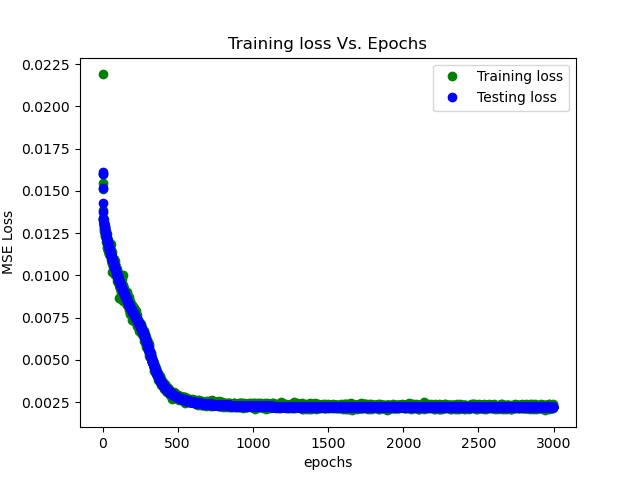 Training loss Vs. Epochs
0.0225
0.0200
0.0175
0.0150
0.0125
0.0100
0.0075
0.0050
0.0025
MSE Loss
Training loss
Testing loss
0 500 1000 1500 2000 2500 3000
epochs